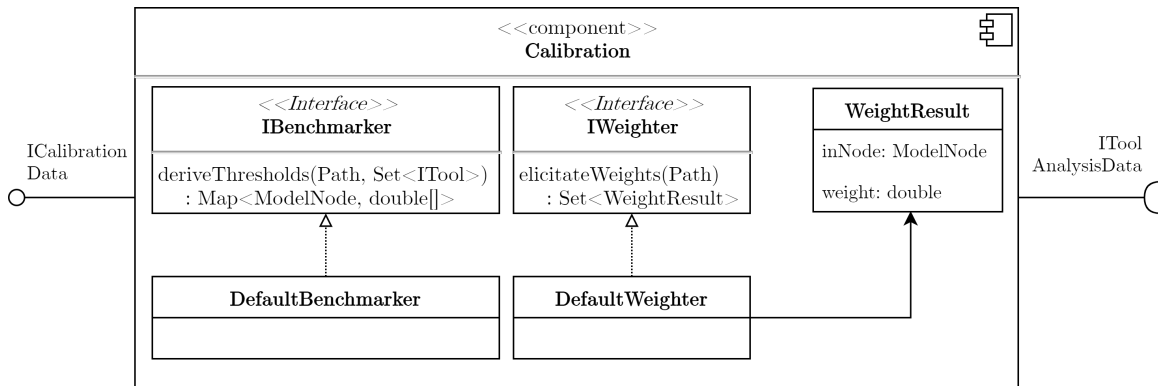 <<component>>
Calibration
ICalibration
Data
<<Interface>>
IBenchmarker
deriveThresholds(Path, Set<ITool>)
: Map<ModelNode, double[]>
<<Interface>>
IWeighter
elicitateWeights(Path)
: Set<WeightResult>
WeightResult
inNode: ModelNode
weight: double
ITool
AnalysisData
DefaultBenchmarker
DefaultWeighter